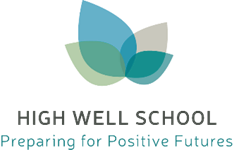 HIGH WELL SCHOOL
Preparing for Positive Futures